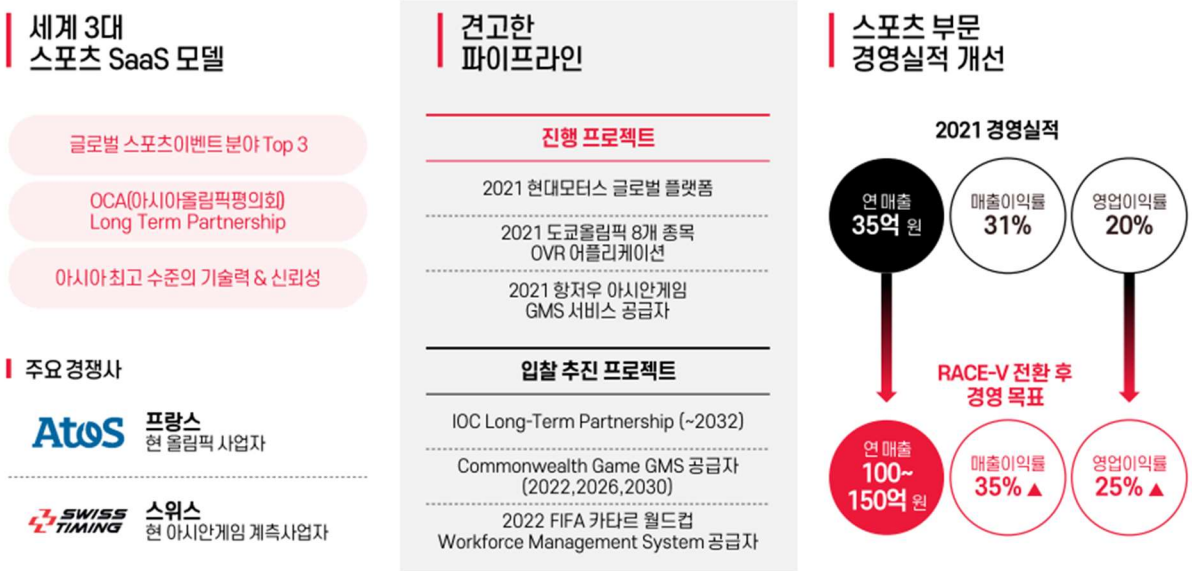 세계 3대
스포츠 SaaS 모델
글로벌 스포츠이벤트 분야 Top 3
OCA(아시아올림픽평의회)
Long Term Partnership
아시아 최고 수준의 기술력 & 신뢰성
주요 경쟁사
Atos
프랑스
현 올림픽 사업자
SWISS
TIMING
스위스
현 아시안게임 계측사업자
견고한
파이프라인
진행 프로젝트
2021 현대모터스 글로벌 플랫폼
2021 도쿄올림픽 8개 종목
OVR 어플리케이션
2021 항저우 아시안게임
GMS 서비스 공급자
입찰 추진 프로젝트
IOC Long-Term Partnership (~2032)
Commonwealth Game GMS 공급자
(2022,2026,2030)
2022 FIFA 카타르 월드컵
Workforce Management System 공급자
스포츠 부문
경영실적 개선
2021 경영실적
연 매출
35억 원
매출이익률
31%
영업이익률
20%
RACE-V 전환 후
경영 목표
연 매출
100~
150억 원
매출이익률
35% ▲
영업이익률
25% ▲